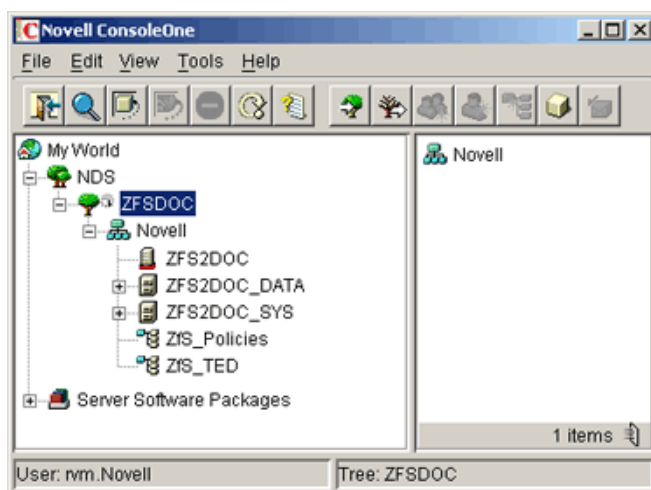 Novell ConsoleOne
File Edit View Tools Help
My World
NDS
ZFSDOC
Novell
ZFS2DOC
ZFS2DOC_DATA
ZFS2DOC_SYS
ZfS_Policies
ZfS_TED
Server Software Packages
Novell
1 items
User: rvm.Novell
Tree: ZFSDOC